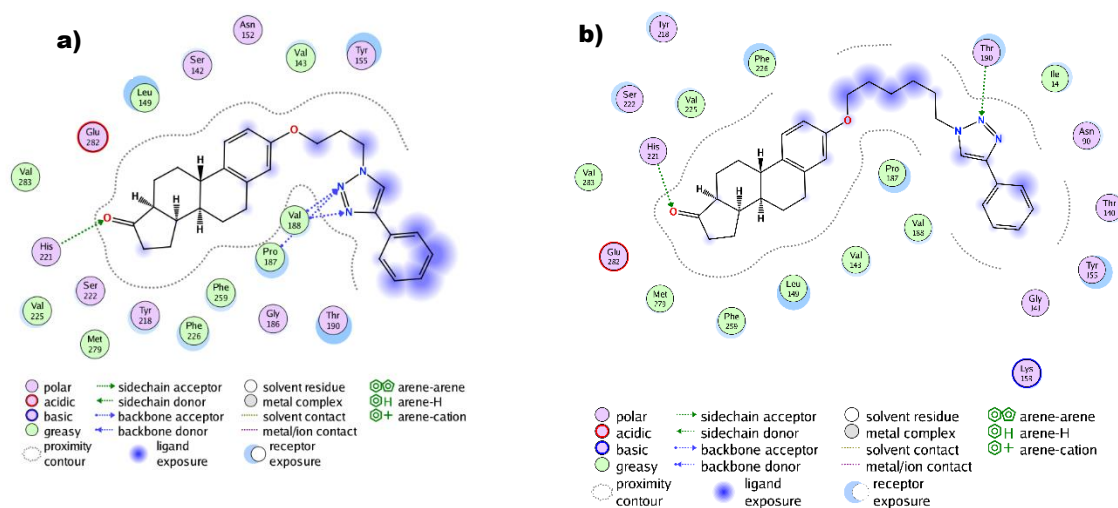 a)
Asn
152
Ser
142
Val
143
Tyr
155
Leu
149
Glu
282
Val
283
H
H
H
H
O
O
N
N
N
His
221
Val
188
Pro
187
Ser
222
Phe
259
Val
225
Tyr
218
Phe
226
Gly
186
Thr
190
Met
279
polar
acidic
basic
greasy
proximity
contour
sidechain acceptor
sidechain donor
backbone acceptor
backbone donor
ligand
exposure
solvent residue
metal complex
solvent contact
metal/ion contact
receptor
exposure
arene-arene
H arene-H
+ arene-cation
b)
Tyr
218
Phe
226
Thr
190
Ile
14
Ser
222
Val
225
Asn
90
His
221
Val
283
H
H
H
H
O
O
N
N
N
Pro
187
Thr
140
Val
188
Glu
282
Val
143
Tyr
155
Met
279
Leu
149
Phe
259
Gly
141
Lys
159
polar
acidic
basic
greasy
proximity
contour
sidechain acceptor
sidechain donor
backbone acceptor
backbone donor
ligand
exposure
solvent residue
metal complex
solvent contact
metal/ion contact
receptor
exposure
arene-arene
H arene-H
+ arene-cation